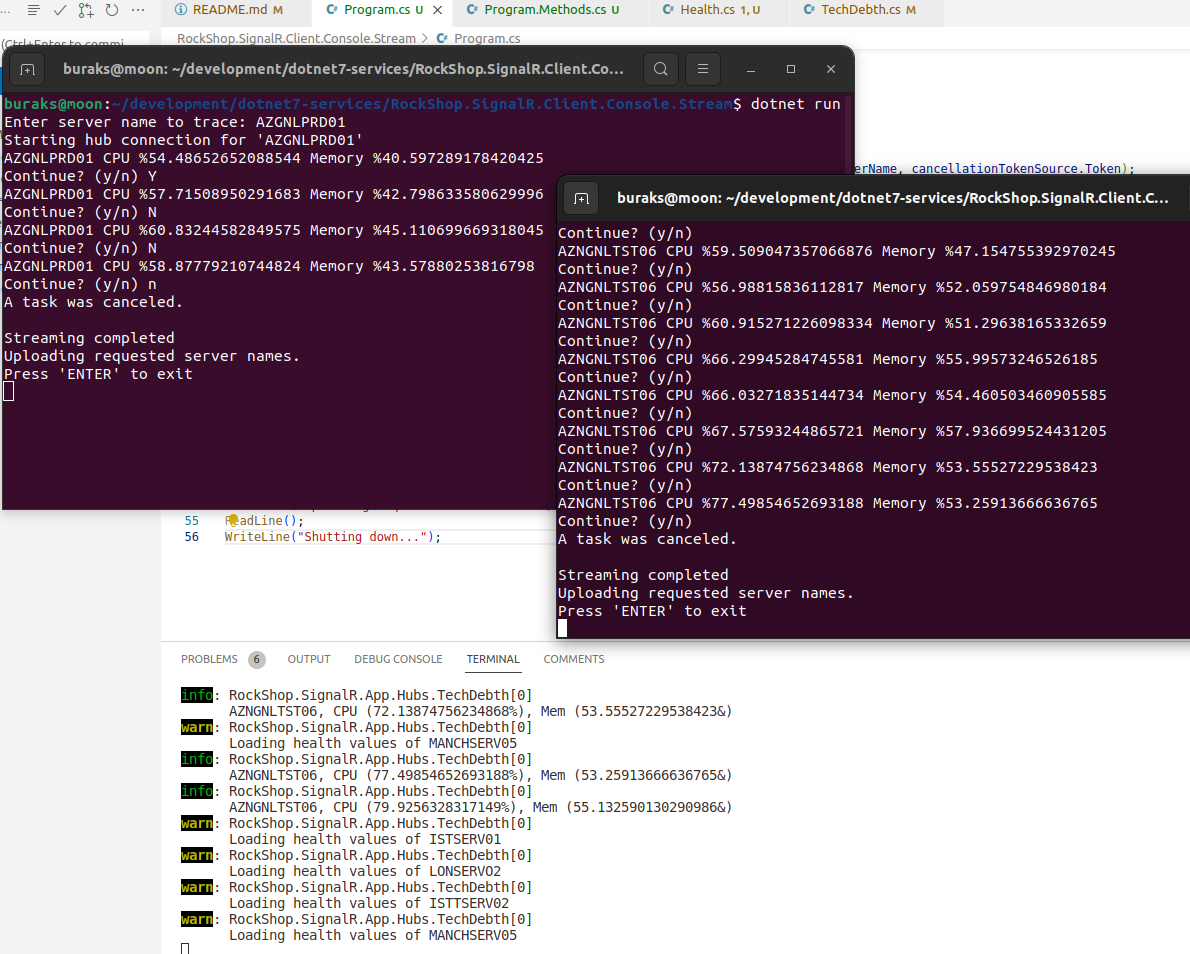 README.md M
Program.cs U
Program.Methods.cs U
Health.cs 1, U
TechDebth.cs M
RockShop.SignalR.Client.Console.Stream > Program.cs
buraks@moon: ~/development/dotnet7-services/RockShop.SignalR.Client.Co...
buraks@moon:~/development/dotnet7-services/RockShop.SignalR.Client.Console.Stream$ dotnet run
Enter server name to trace: AZGNLPRD01
Starting hub connection for 'AZGNLPRD01'
AZGNLPRD01 CPU %54.48652652088544 Memory %40.597289178420425
Continue? (y/n) Y
AZGNLPRD01 CPU %57.71508950291683 Memory %42.798633580629996
Continue? (y/n) N
AZGNLPRD01 CPU %60.83244582849575 Memory %45.110699669318045
Continue? (y/n) N
AZGNLPRD01 CPU %58.87779210744824 Memory %43.57880253816798
Continue? (y/n) n
A task was canceled.
Streaming completed
Uploading requested server names.
Press 'ENTER' to exit
cancellationTokenSource.Token);
buraks@moon: ~/development/dotnet7-services/RockShop.SignalR.Client.C...
Continue? (y/n)
AZNGNLTST06 CPU %59.509047357066876 Memory %47.154755392970245
Continue? (y/n)
AZNGNLTST06 CPU %56.98815836112817 Memory %52.059754846980184
Continue? (y/n)
AZNGNLTST06 CPU %60.915271226098334 Memory %51.29638165332659
Continue? (y/n)
AZNGNLTST06 CPU %66.29945284745581 Memory %55.99573246526185
Continue? (y/n)
AZNGNLTST06 CPU %66.03271835144734 Memory %54.460503460905585
Continue? (y/n)
AZNGNLTST06 CPU %67.57593244865721 Memory %57.936699524431205
Continue? (y/n)
AZNGNLTST06 CPU %72.13874756234868 Memory %53.55527229538423
Continue? (y/n)
AZNGNLTST06 CPU %77.49854652693188 Memory %53.25913666636765
Continue? (y/n)
A task was canceled.
Streaming completed
Uploading requested server names.
Press 'ENTER' to exit
55 ReadLine();
56 WriteLine("Shutting down...");
PROBLEMS 6 OUTPUT DEBUG CONSOLE TERMINAL COMMENTS
info: RockShop.SignalR.App.Hubs.TechDebth[0]
AZNGNLTST06, CPU (72.13874756234868%), Mem (53.55527229538423&)
warn: RockShop.SignalR.App.Hubs.TechDebth[0]
Loading health values of MANCHSERV05
info: RockShop.SignalR.App.Hubs.TechDebth[0]
AZNGNLTST06, CPU (77.49854652693188%), Mem (53.25913666636765&)
info: RockShop.SignalR.App.Hubs.TechDebth[0]
AZNGNLTST06, CPU (79.9256328317149%), Mem (55.132590130290986&)
warn: RockShop.SignalR.App.Hubs.TechDebth[0]
Loading health values of ISTSERV01
warn: RockShop.SignalR.App.Hubs.TechDebth[0]
Loading health values of LONSERVO2
warn: RockShop.SignalR.App.Hubs.TechDebth[0]
Loading health values of ISTTSERV02
warn: RockShop.SignalR.App.Hubs.TechDebth[0]
Loading health values of MANCHSERV05